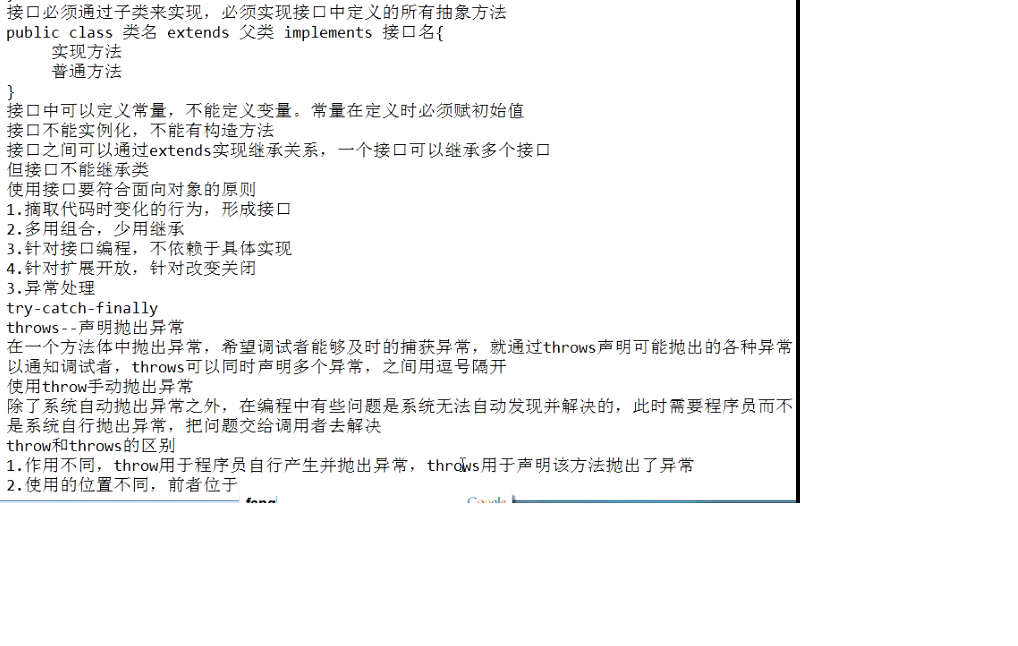 接口必须通过子类来实现，必须实现接口中定义的所有抽象方法
public class 类名 extends 父类 implements 接口名{
实现方法
普通方法
}
接口中可以定义常量，不能定义变量。常量在定义时必须赋初始值
接口不能实例化，不能有构造方法
接口之间可以通过extends实现继承关系，一个接口可以继承多个接口
但接口不能继承类
使用接口要符合面向对象的原则
1.摘取代码时变化的行为，形成接口
2.多用组合，少用继承
3.针对接口编程，不依赖于具体实现
4.针对扩展开放，针对改变关闭
3.异常处理
try-catch-finally
throws--声明抛出异常
在一个方法体中抛出异常，希望调试者能够及时的捕获异常，就通过throws声明可能抛出的各种异常
以通知调试者，throws可以同时声明多个异常，之间用逗号隔开
使用throw手动抛出异常
除了系统自动抛出异常之外，在编程中有些问题是系统无法自动发现并解决的，此时需要程序员而不
是系统自行抛出异常，把问题交给调用者去解决
throw和throws的区别
1.作用不同，throw用于程序员自行产生并抛出异常，throws用于声明该方法抛出了异常
2.使用的位置不同，前者位于